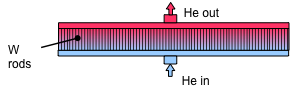 He out
W
rods
He in